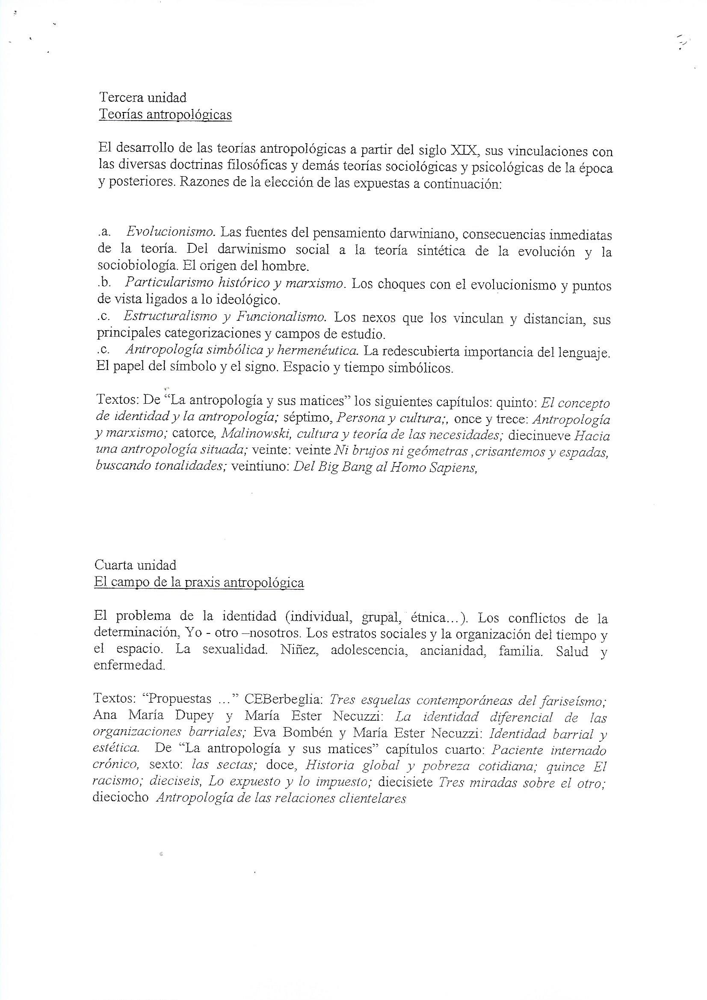 Tercera unidad
Teorías antropológicas
El desarrollo de las teorías antropológicas a partir del siglo XIX, sus vinculaciones con
las diversas doctrinas filosóficas y demás teorías sociológicas y psicológicas de la época
y posteriores. Razones de la elección de las expuestas a continuación:
.a. Evolucionismo. Las fuentes del pensamiento darwiniano, consecuencias inmediatas
de la teoría. Del darwinismo social a la teoría sintética de la evolución y la
sociobiología. El origen del hombre.
.b. Particularismo histórico y marxismo. Los choques con el evolucionismo y puntos
de vista ligados a lo ideológico.
.c. Estructuralismo y Funcionalismo. Los nexos que los vinculan y distancian, sus
principales categorizaciones y campos de estudio.
.c. Antropología simbólica y hermenéutica. La redescubierta importancia del lenguaje.
El papel del símbolo y el signo. Espacio y tiempo simbólicos.
Textos: De “La antropología y sus matices” los siguientes capítulos: quinto: El concepto
de identidad y la antropología; séptimo, Persona y cultura;, once y trece: Antropología
y marxismo; catorce, Malinowski, cultura y teoría de las necesidades; diecinueve Hacia
una antropología situada; veinte: veinte Ni brujos ni geómetras ,crisantemos y espadas,
buscando tonalidades; veintiuno: Del Big Bang al Homo Sapiens,
Cuarta unidad
El campo de la praxis antropológica
El problema de la identidad (individual, grupal, étnica...). Los conflictos de la
determinación, Yo - otro –nosotros. Los estratos sociales y la organización del tiempo y
el espacio. La sexualidad. Niñez, adolescencia, ancianidad, familia. Salud y
enfermedad.
Textos: “Propuestas ...” CEBerbeglia: Tres esquelas contemporáneas del fariseísmo;
Ana María Dupey y María Ester Necuzzi: La identidad diferencial de las
organizaciones barriales; Eva Bombén y María Ester Necuzzi: Identidad barrial y
estética. De “La antropología y sus matices” capítulos cuarto: Paciente internado
crónico, sexto: las sectas; doce, Historia global y pobreza cotidiana; quince El
racismo; dieciseis, Lo expuesto y lo impuesto; diecisiete Tres miradas sobre el otro;
dieciocho Antropología de las relaciones clientelares